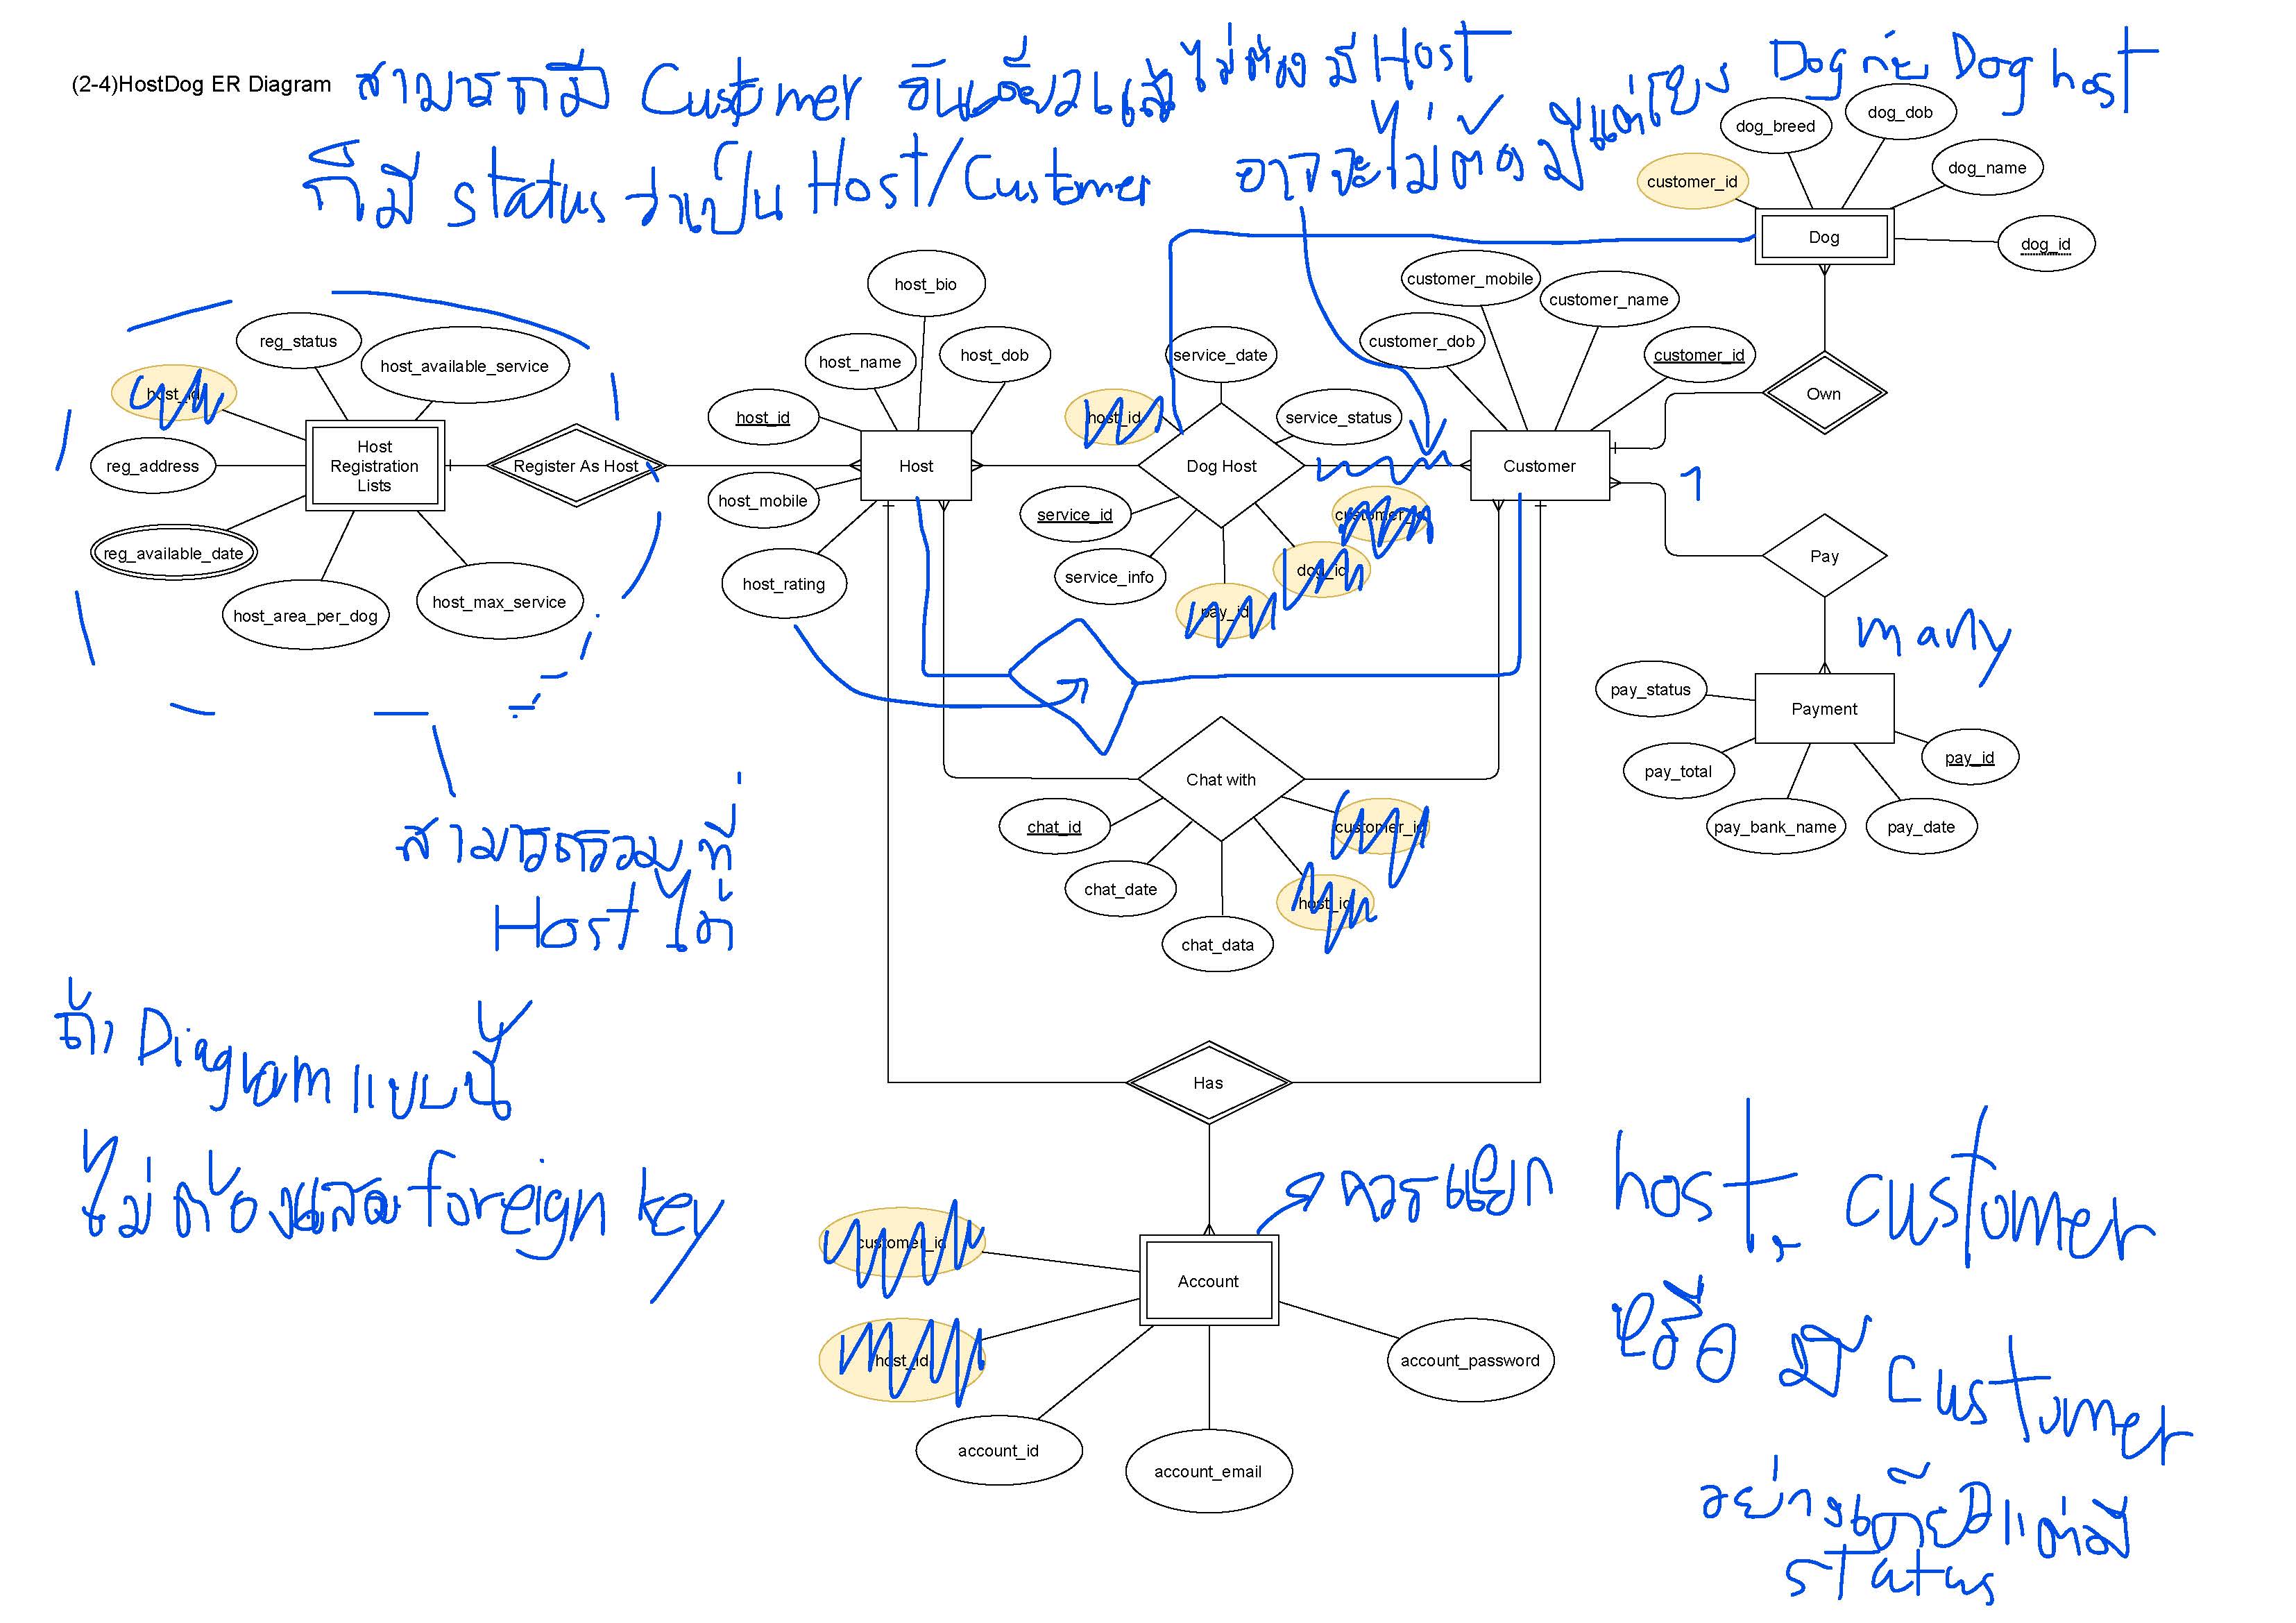 (2-4)HostDog ER Diagram
สามารถมี Customer อันเดียวแล้วไม่ต้องมี Host
ก็มี status ว่าเป็น Host/Customer
อาจจะไม่ต้องมีแค่เชื่อม Dog กับ Dog host
dog_breed
dog_dob
customer_id
dog_name
Dog
dog_id
host_bio
customer_mobile
customer_name
reg_status
host_available_service
host_name
host_dob
service_date
customer_dob
customer_id
host_id
Own
host_id
host_id
service_status
Host
Registration
Lists
reg_address
Register As Host
Host
Dog Host
Customer
1
host_mobile
service_id
customer_id
reg_available_date
Pay
host_rating
service_info
dog_id
host_area_per_dog
host_max_service
pay_id
many
pay_status
Payment
pay_total
pay_id
pay_bank_name
pay_date
Chat with
chat_id
customer_id
chat_date
host_id
chat_data
สามารถรวมที่
Host ได้
ถ้า Diagram แบบนี้
ไม่ต้องแสดง foreign key
Has
ควรแยก host, customer
หรือ มี customer
อย่างเดียวแต่มี
status
customer_id
Account
host_id
account_password
account_id
account_email